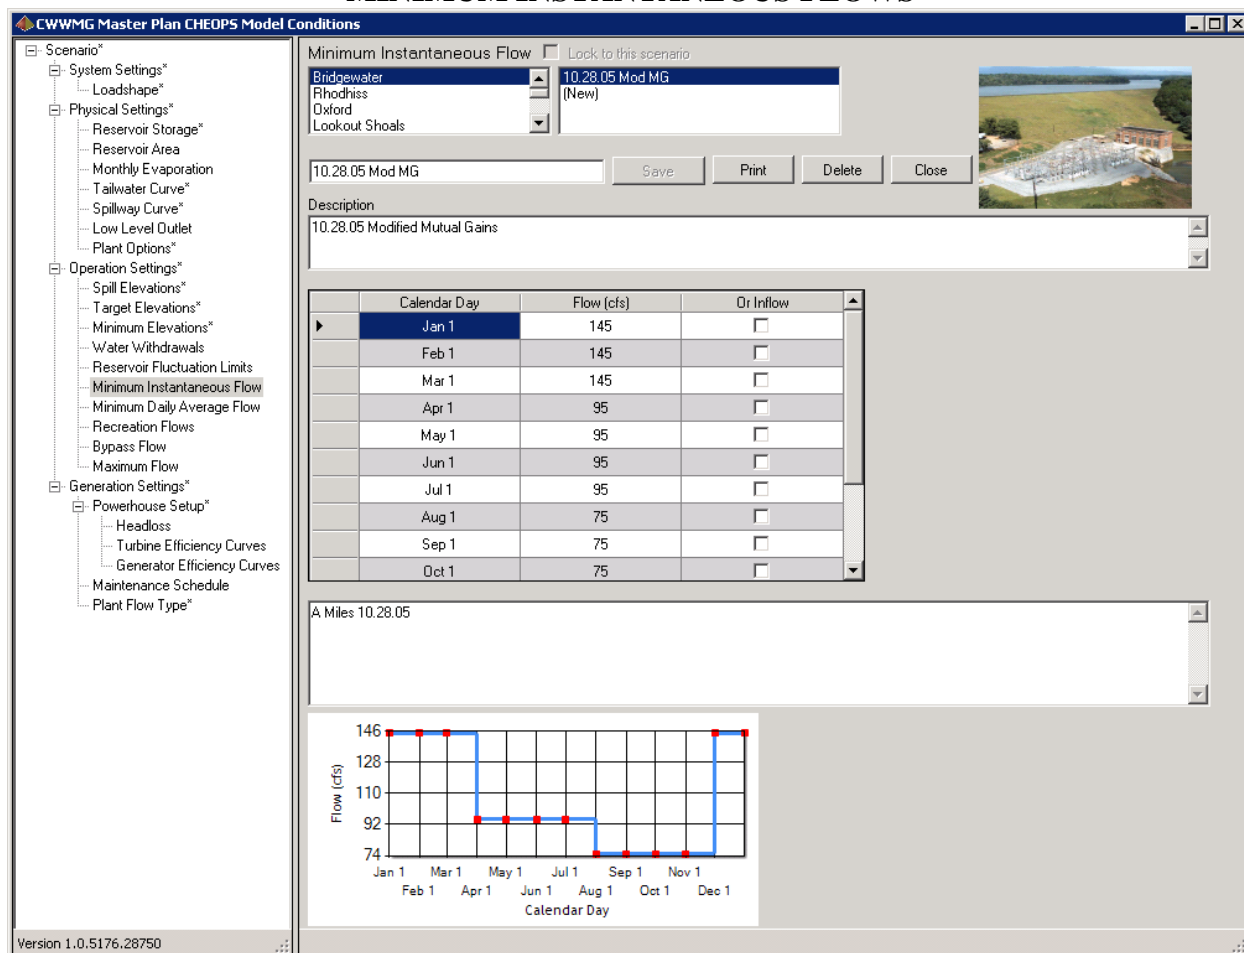 MINIMUM INSTANTANEOUS FLOWS
CWWMG Master Plan CHEOPS Model Conditions
Scenario*
System Settings*
Loadshape*
Physical Settings*
Reservoir Storage*
Reservoir Area
Monthly Evaporation
Tailwater Curve*
Spillway Curve*
Low Level Outlet
Plant Options*
Operation Settings*
Spill Elevations*
Target Elevations*
Minimum Elevations*
Water Withdrawals
Reservoir Fluctuation Limits
Minimum Instantaneous Flow
Minimum Daily Average Flow
Recreation Flows
Bypass Flow
Maximum Flow
Generation Settings*
Powerhouse Setup*
Headloss
Turbine Efficiency Curves
Generator Efficiency Curves
Maintenance Schedule
Plant Flow Type*
Version 1.0.5176.28750
Minimum Instantaneous Flow Lock to this scenario
Bridgewater
Rhodhiss
Oxford
Lookout Shoals
10.28.05 Mod MG
(New)
10.28.05 Mod MG Save Print Delete Close
Description
10.28.05 Modified Mutual Gains
Calendar Day Flow (cfs) Or Inflow
Jan 1 145
Feb 1 145
Mar 1 145
Apr 1 95
May 1 95
Jun 1 95
Jul 1 95
Aug 1 75
Sep 1 75
Oct 1 75
A Miles 10.28.05
146
128
110
92
74
Flow (cfs)
Jan 1 Mar 1 May 1 Jul 1 Sep 1 Nov 1
Feb 1 Apr 1 Jun 1 Aug 1 Oct 1 Dec 1
Calendar Day